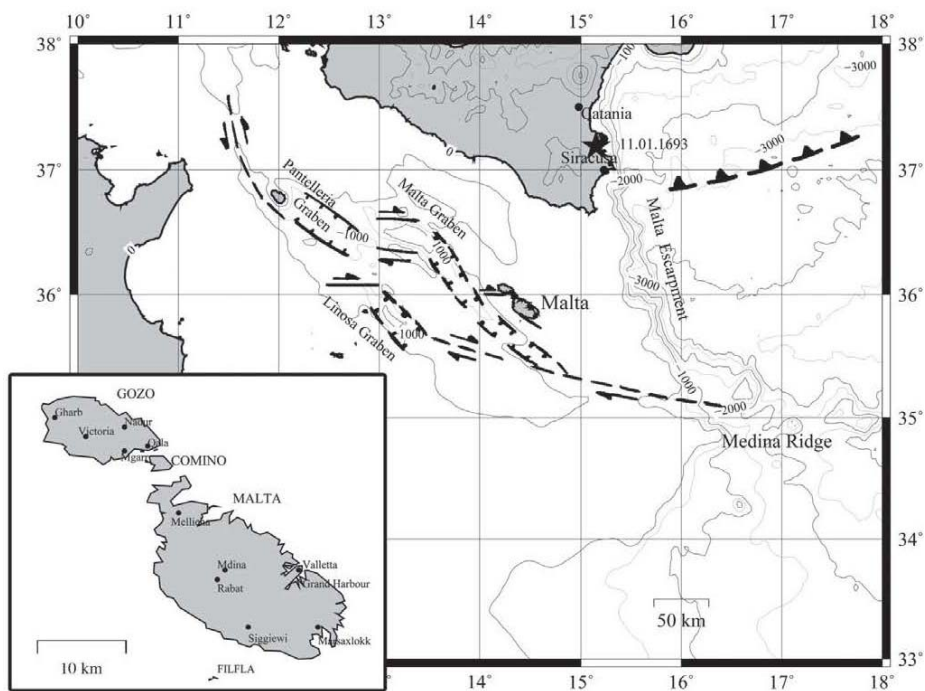 10° 11° 12° 13° 14° 15° 16° 17° 18°
38° 38°
-1000
-3000
Catania
11.01.1693
0
Siracusa
-3000
37° 37°
-2000
Pantelleria
Graben
Malta Graben
-1000
-1000
0
Malta Escarpment
36° 36°
-3000
Malta
Linosa Graben
-1000
-1000
-2000
35° 35°
Medina Ridge
34° 34°
50 km
33° 33°
13° 14° 15° 16° 17° 18°
GOZO
Gharb
Nadur
Victoria
Qala
Mgarr
COMINO
MALTA
Mellieha
Mdina
Valletta
Rabat
Grand Harbour
Siggiewi
Marsaxlokk
10 km
FILFLA